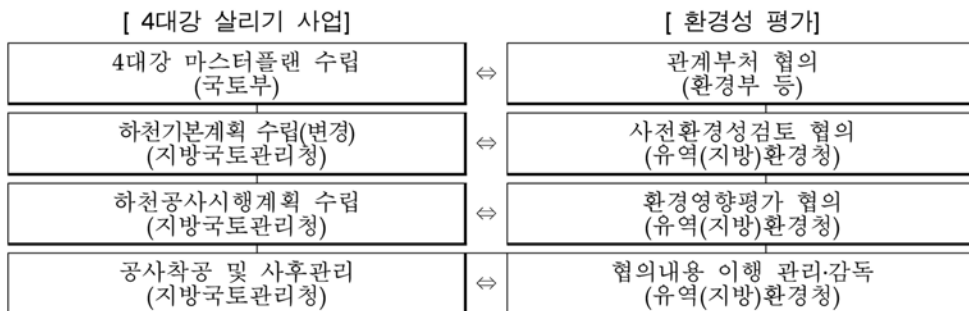 [ 4대강 살리기 사업]
[ 환경성 평가]
4대강 마스터플랜 수립
(국토부)
⇔
관계부처 협의
(환경부 등)
하천기본계획 수립(변경)
(지방국토관리청)
⇔
사전환경성검토 협의
(유역(지방)환경청)
하천공사시행계획 수립
(지방국토관리청)
⇔
환경영향평가 협의
(유역(지방)환경청)
공사착공 및 사후관리
(지방국토관리청)
⇔
협의내용 이행 관리·감독
(유역(지방)환경청)